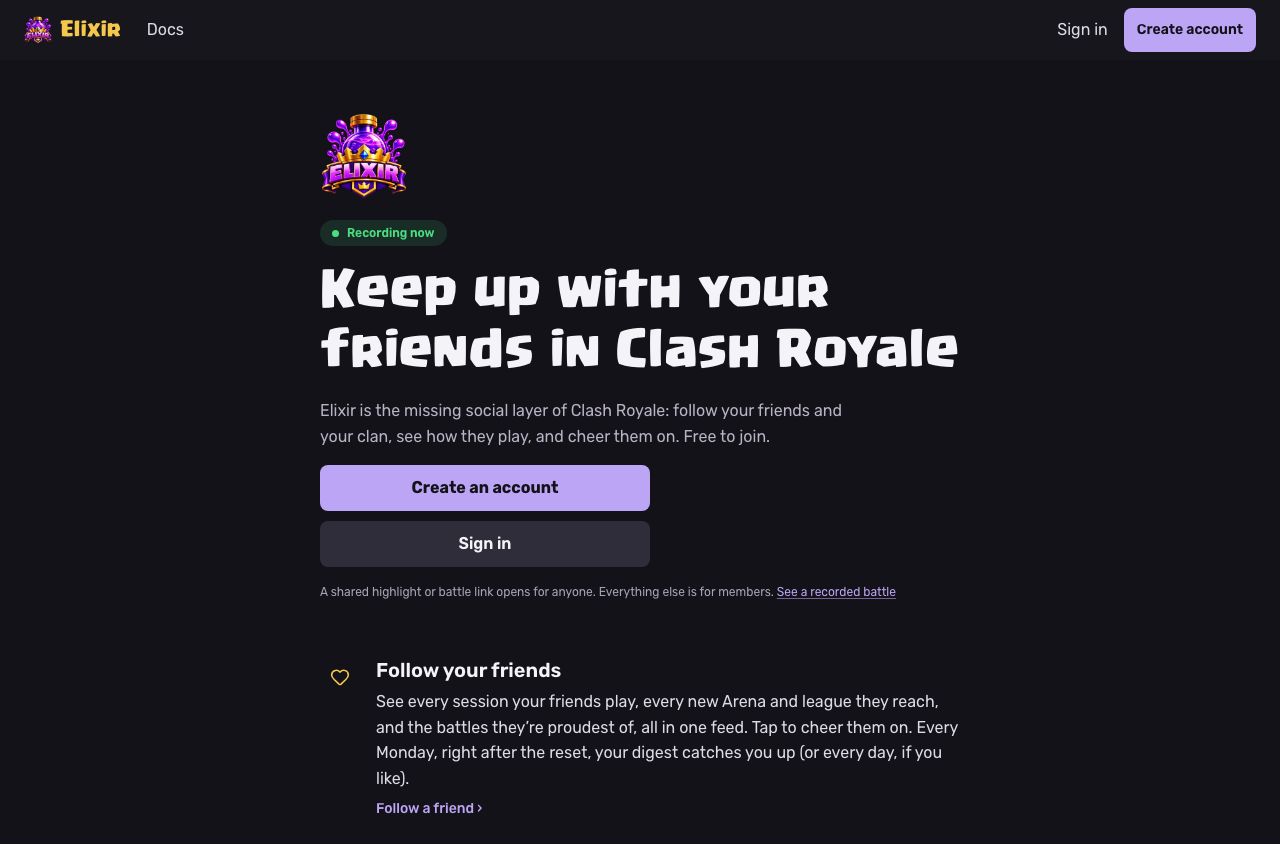 Elixir
Docs
Sign in
Create account
ELIXIR
Recording now
Keep up with your
friends in Clash Royale
Elixir is the missing social layer of Clash Royale: follow your friends and
your clan, see how they play, and cheer them on. Free to join.
Create an account
Sign in
A shared highlight or battle link opens for anyone. Everything else is for members. See a recorded battle
Follow your friends
See every session your friends play, every new Arena and league they reach,
and the battles they’re proudest of, all in one feed. Tap to cheer them on. Every
Monday, right after the reset, your digest catches you up (or every day, if you
like).
Follow a friend ›